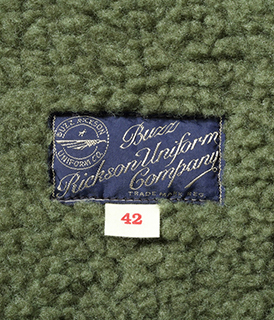 BUZZ RICKSON
UNIFORM CO.
Buzz
Rickson Uniform
Company
TRADE MARK REG.
42